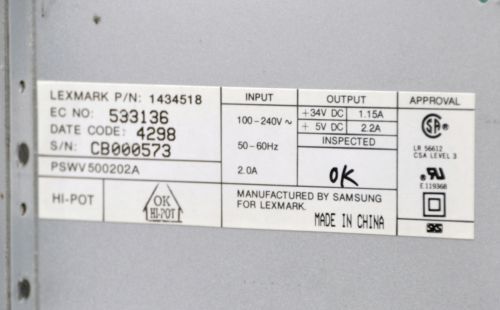 LEXMARK P/N: 1434518
EC NO: 533136
DATE CODE: 4298
S/N: CB000573
PSWV500202A
HI-POT
OK
HI-POT
INPUT
100-240V ~
50-60Hz
2.0A
OUTPUT
+34V DC 1.15A
+ 5V DC 2.2A
INSPECTED
OK
MANUFACTURED BY SAMSUNG
FOR LEXMARK.
MADE IN CHINA
APPROVAL
LR 56612
CSA LEVEL 3
E 119368